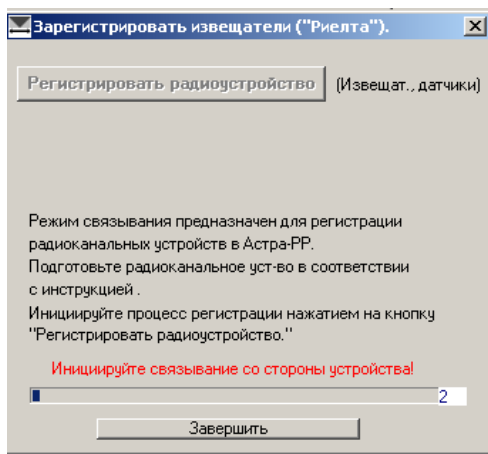 Зарегистрировать извещатели ("Риелта").
Регистрировать радиоустройство
(Извещат., датчики)
Режим связывания предназначен для регистрации
радиоканальных устройств в Астра-РР.
Подготовьте радиоканальное уст-во в соответствии
с инструкцией .
Инициируйте процесс регистрации нажатием на кнопку
"Регистрировать радиоустройство."
Инициируйте связывание со стороны устройства!
2
Завершить